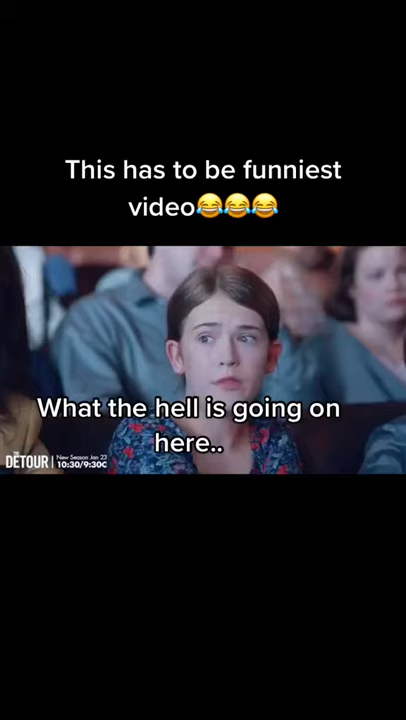 This has to be funniest
video😂😂😂
What the hell is going on
here..
THE
DETOUR | New Season Jan 23
10:30/9:30C